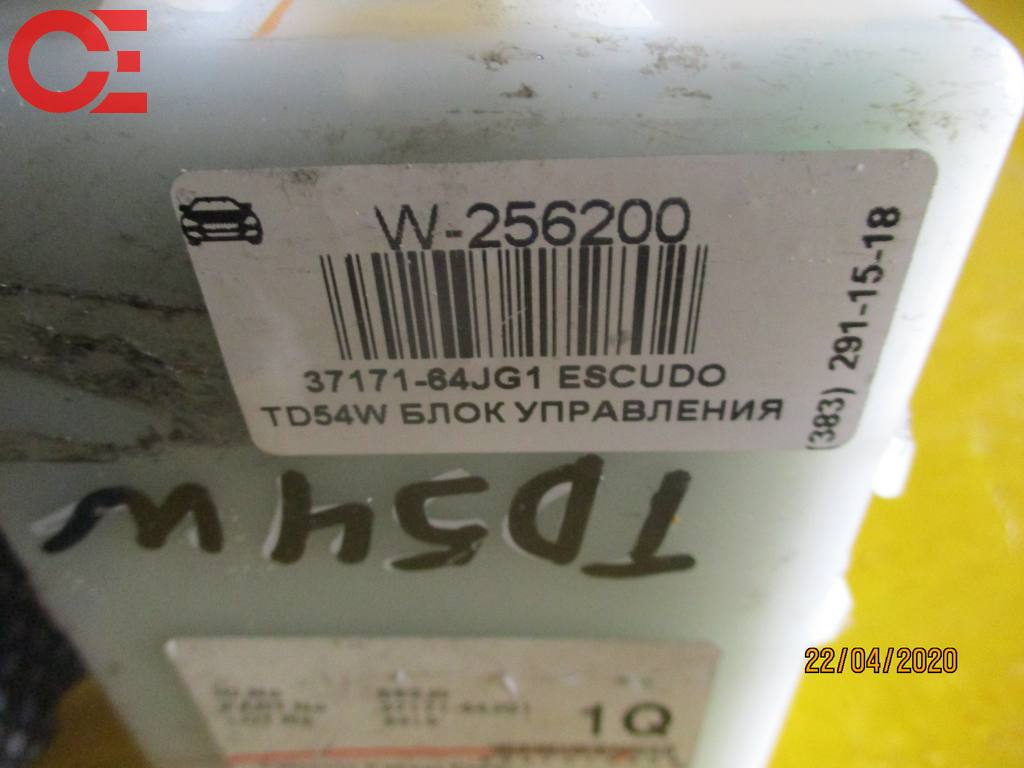 CE
W-256200
37171-64JG1 ESCUDO
TD54W БЛОК УПРАВЛЕНИЯ
(383) 291-15-18
TD54W
1Q
22/04/2020